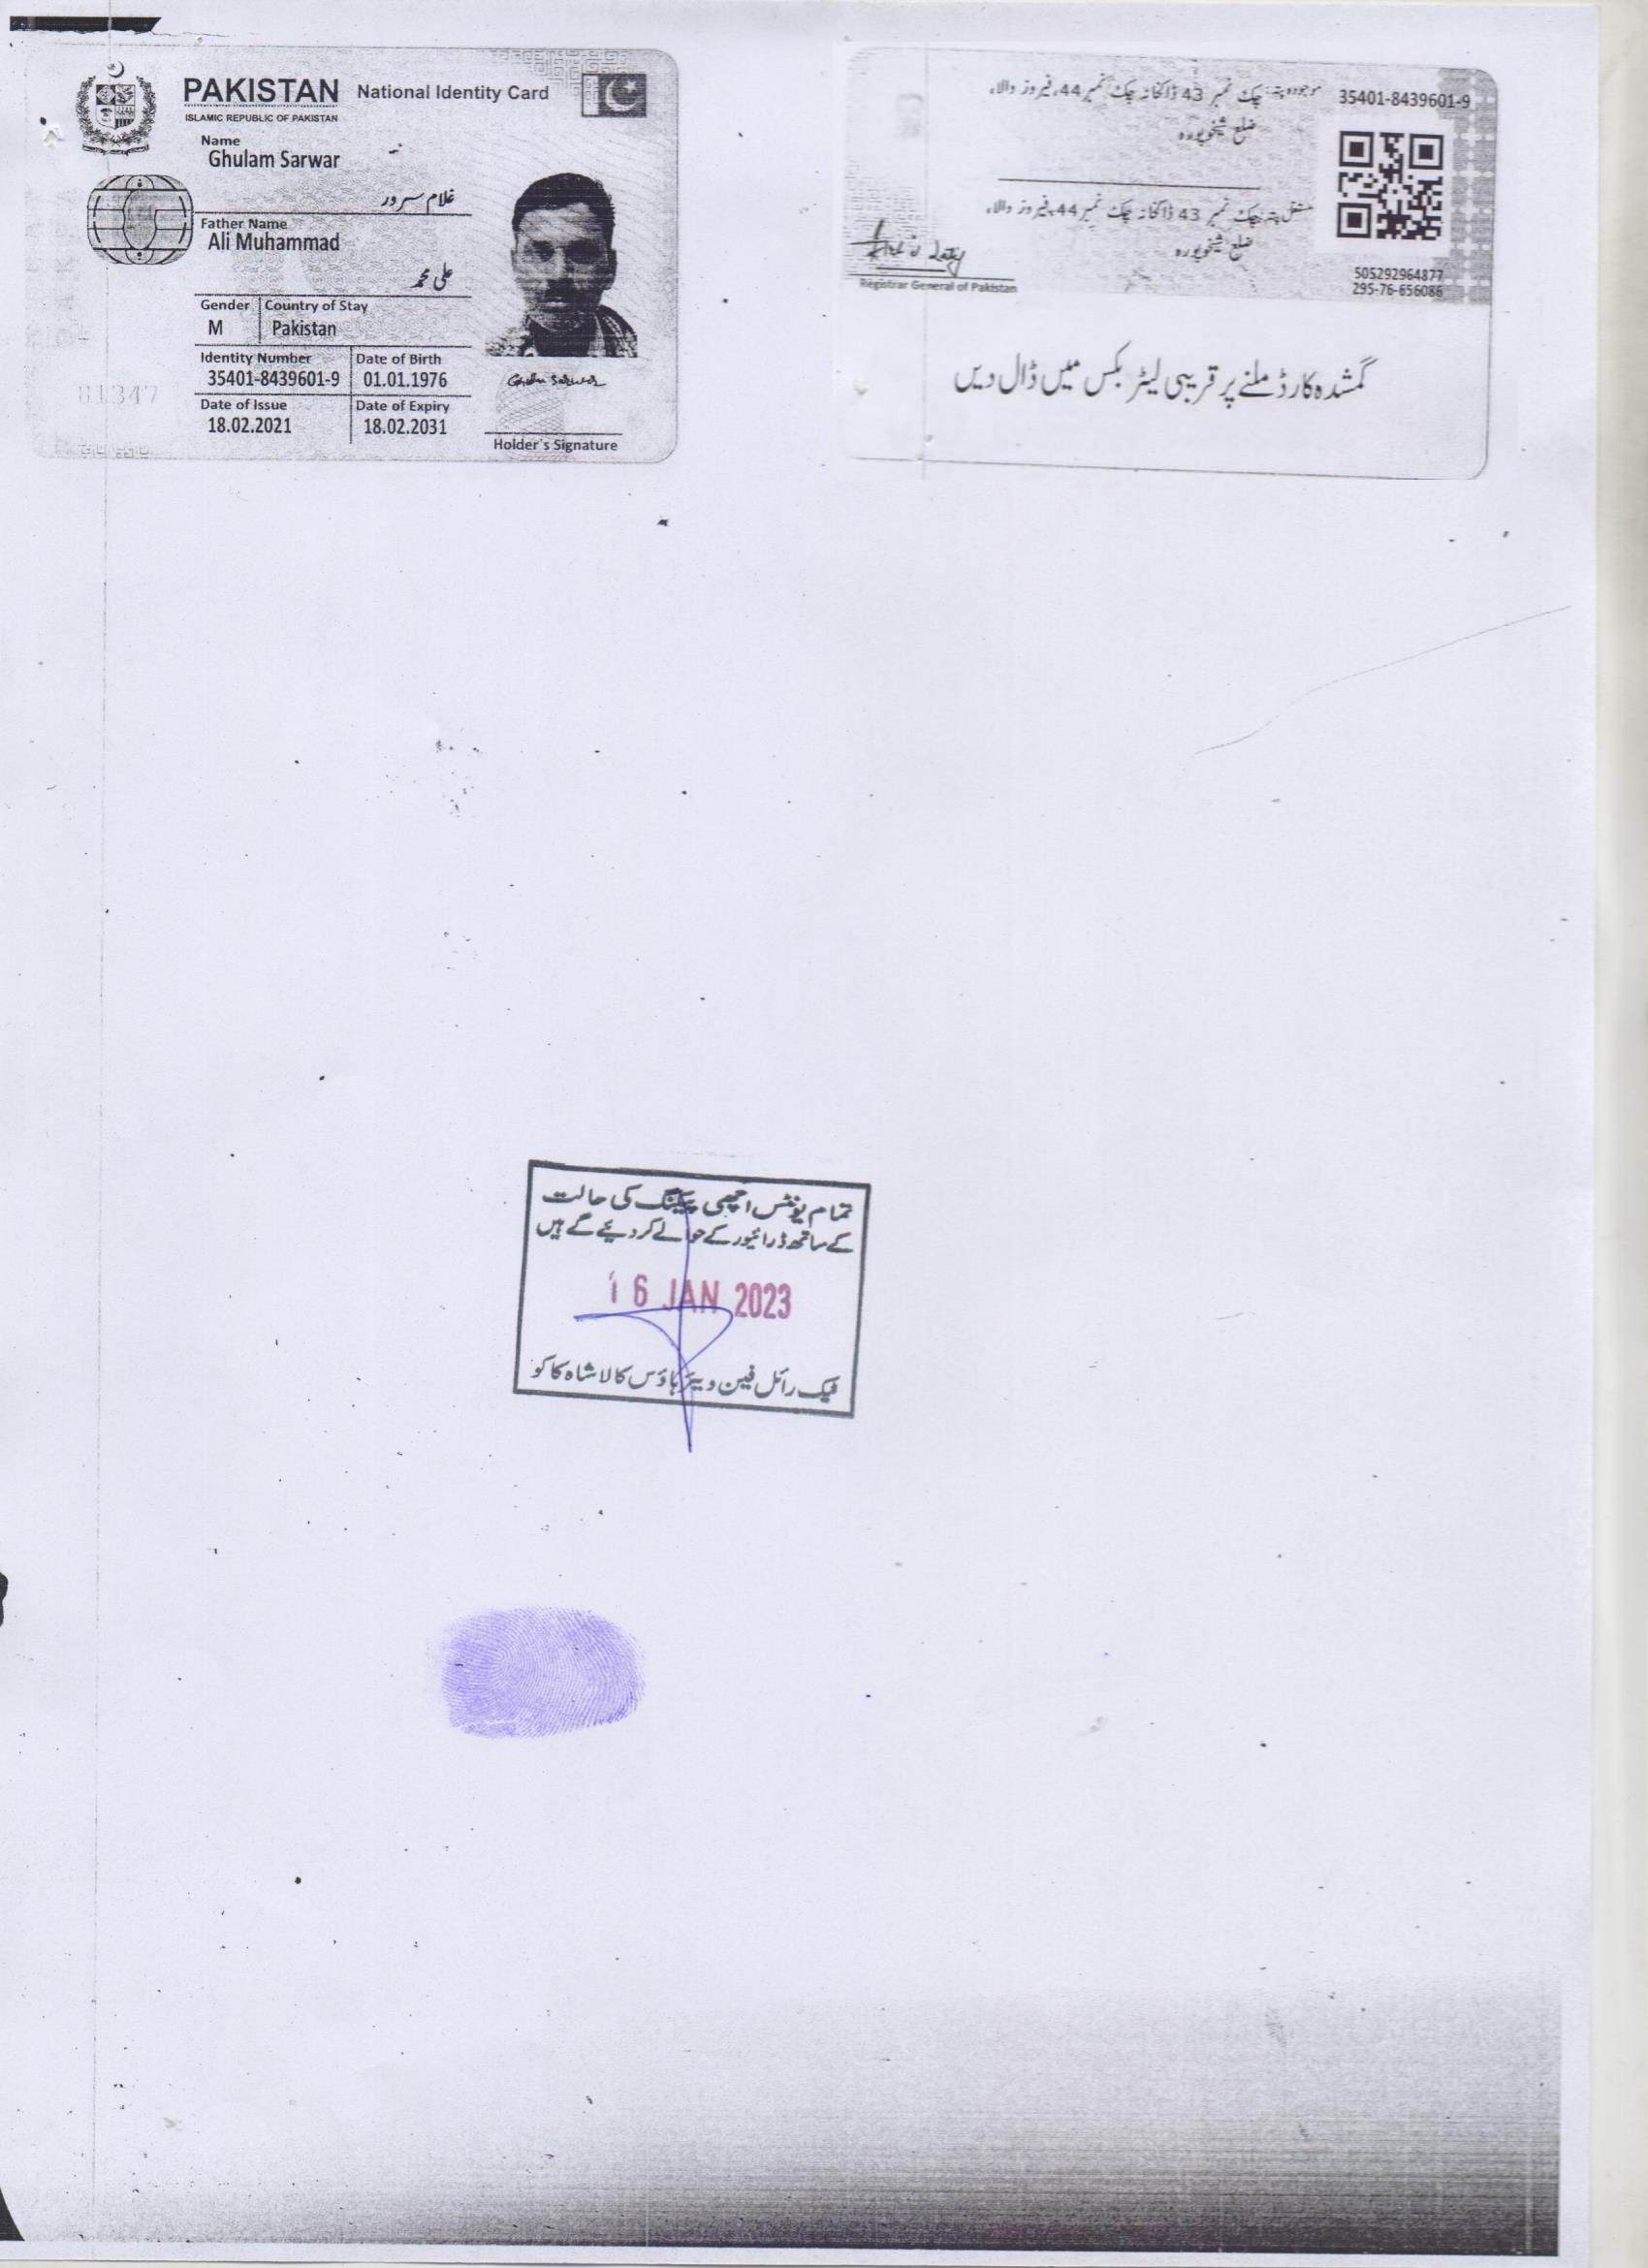 PAKISTAN National Identity Card
ISLAMIC REPUBLIC OF PAKISTAN
Name
Ghulam Sarwar
غلام سرور
Father Name
Ali Muhammad
علی محمد
Gender Country of Stay
M Pakistan
Identity Number Date of Birth
35401-8439601-9 01.01.1976
Date of Issue Date of Expiry
18.02.2021 18.02.2031
81347
Holder's Signature
35401-8439601-9
موجودہ پتہ: چک نمبر 43 ڈاکخانہ چک نمبر 44، فیروز والا،
ضلع شیخوپورہ
مستقل پتہ: چک نمبر 43 ڈاکخانہ چک نمبر 44، فیروز والا،
ضلع شیخوپورہ
505292964877
295-76-656086
Registrar General of Pakistan
گمشدہ کارڈ ملنے پر قریبی لیٹر بکس میں ڈال دیں
تمام یونٹس اچھی پیکنگ کی حالت
کے ساتھ ڈرائیور کے حوالے کر دیئے گے ہیں
16 JAN 2023
رائل فین ویئر ہاؤس کالا شاہ کاکو